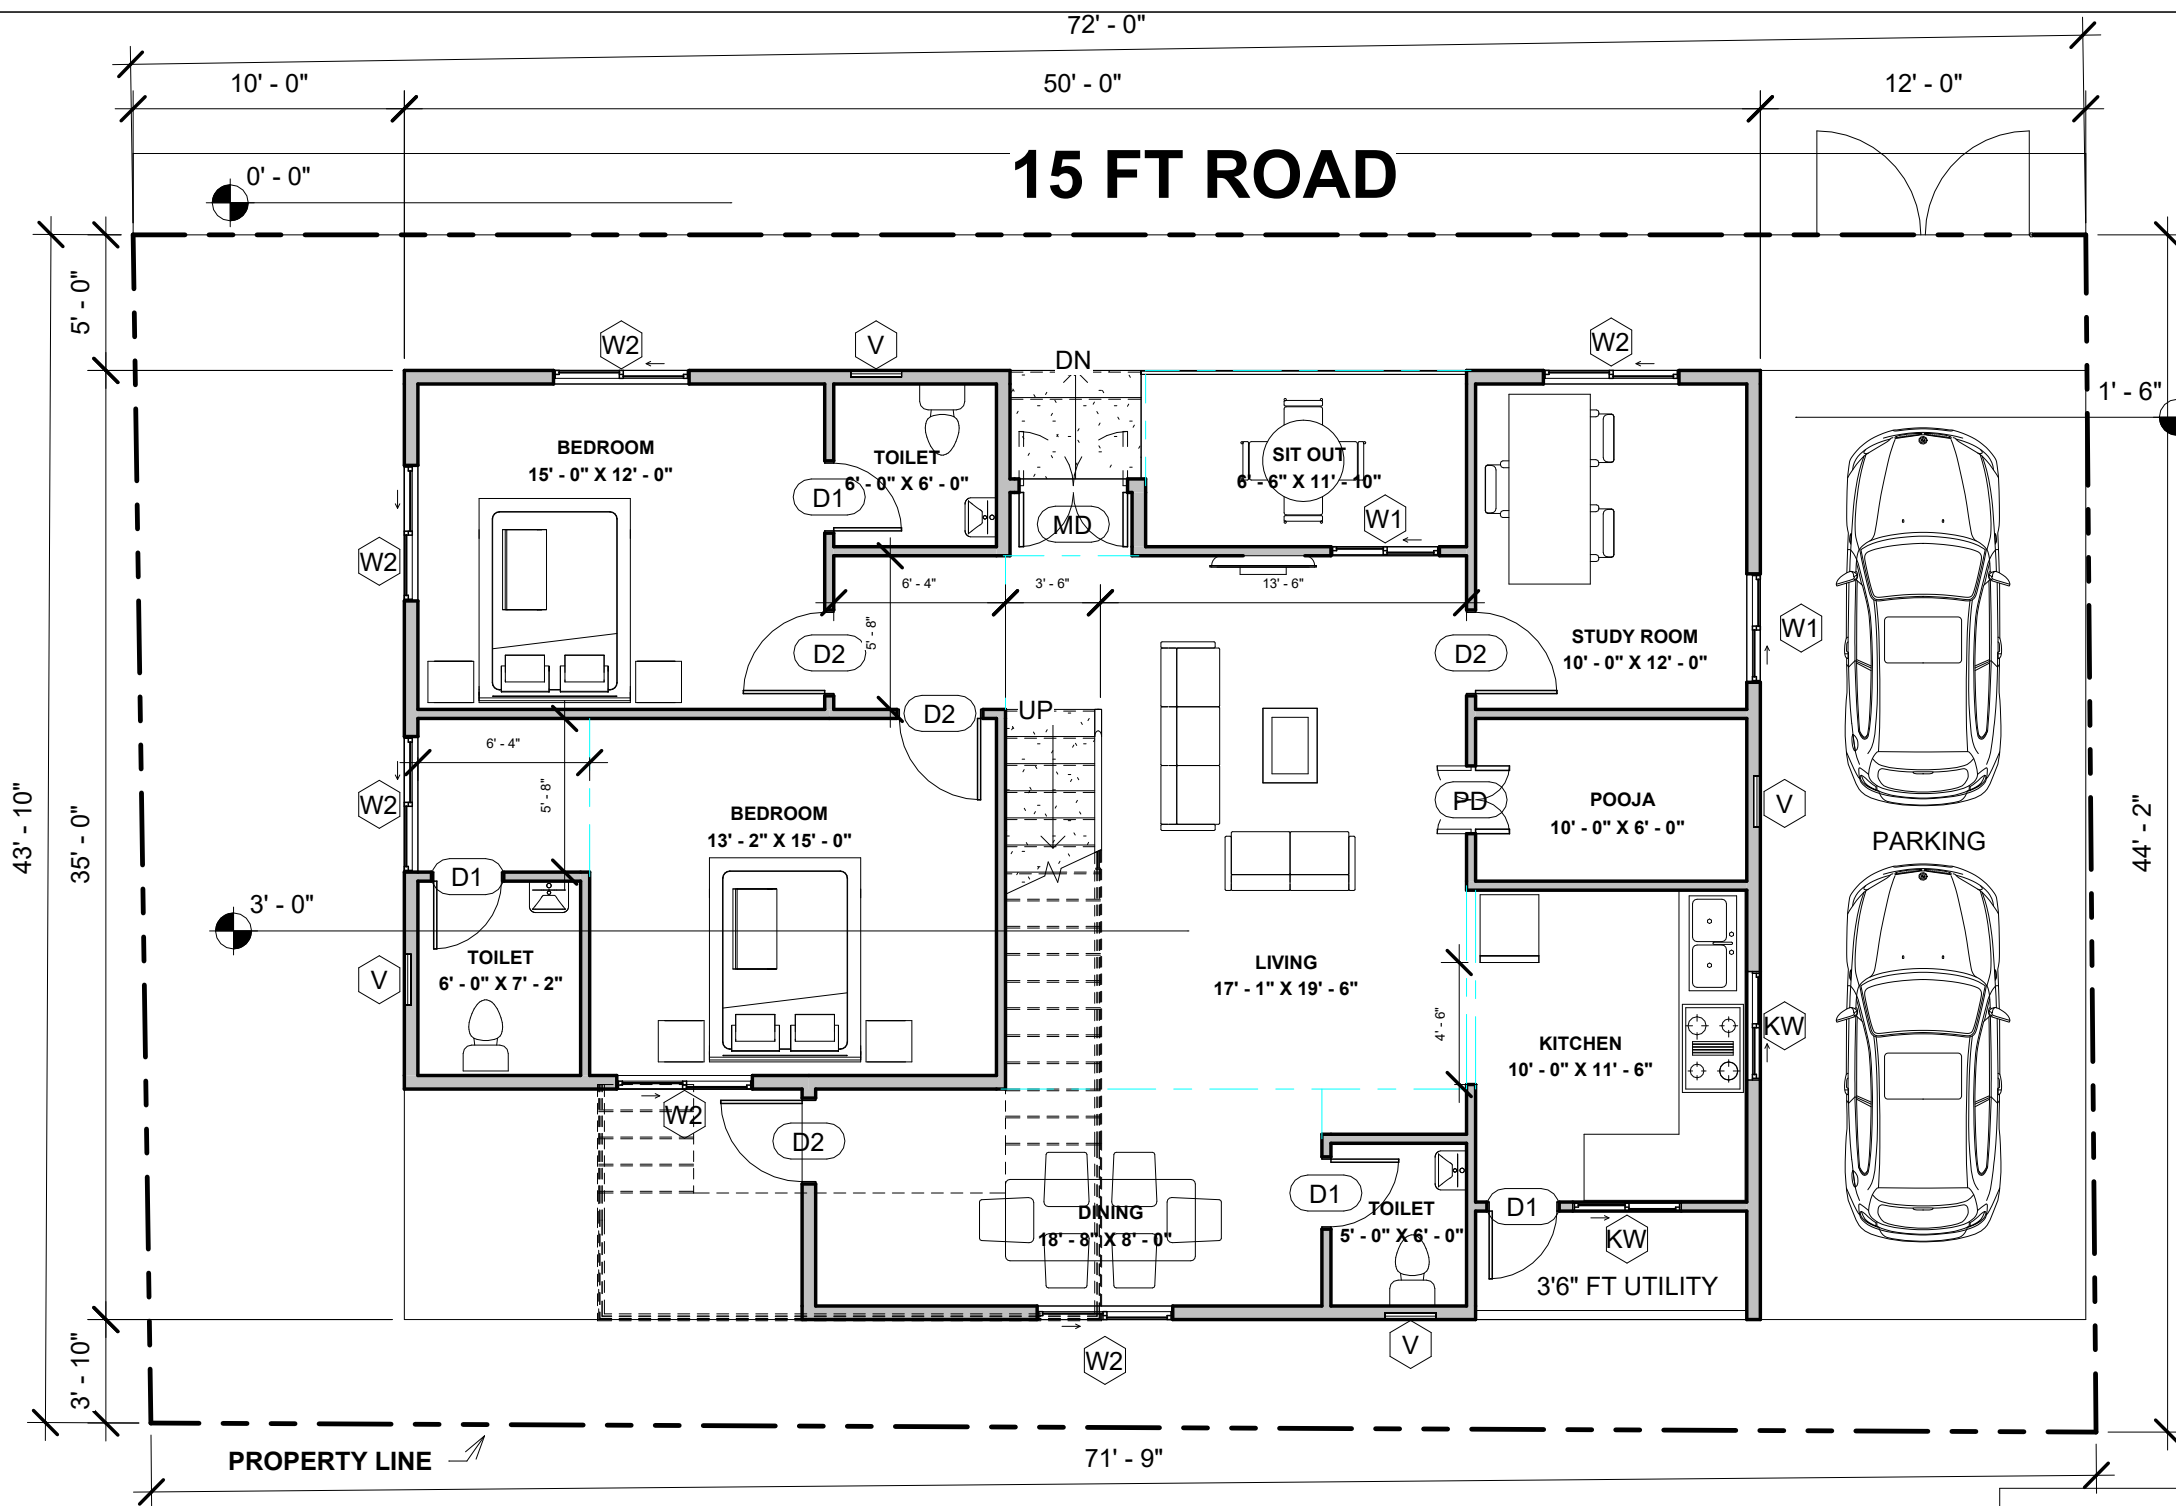 72' - 0"
10' - 0"
50' - 0"
12' - 0"
15 FT ROAD
0' - 0"
5' - 0"
W2
V
W2
DN
1' - 6"
BEDROOM
15' - 0" X 12' - 0"
TOILET
6' - 0" X 6' - 0"
SIT OUT
6' - 6" X 11' - 10"
D1
MD
W1
W2
6' - 4"
3' - 6"
13' - 6"
5' - 8"
D2
D2
STUDY ROOM
10' - 0" X 12' - 0"
W1
D2
UP
6' - 4"
5' - 8"
W2
BEDROOM
13' - 2" X 15' - 0"
PD
POOJA
10' - 0" X 6' - 0"
V
43' - 10"
35' - 0"
PARKING
44' - 2"
D1
3' - 0"
TOILET
6' - 0" X 7' - 2"
V
LIVING
17' - 1" X 19' - 6"
4' - 6"
KITCHEN
10' - 0" X 11' - 6"
KW
W2
D2
D1
TOILET
5' - 0" X 6' - 0"
D1
DINING
18' - 8" X 8' - 0"
KW
3'6" FT UTILITY
W2
V
3' - 10"
PROPERTY LINE
71' - 9"